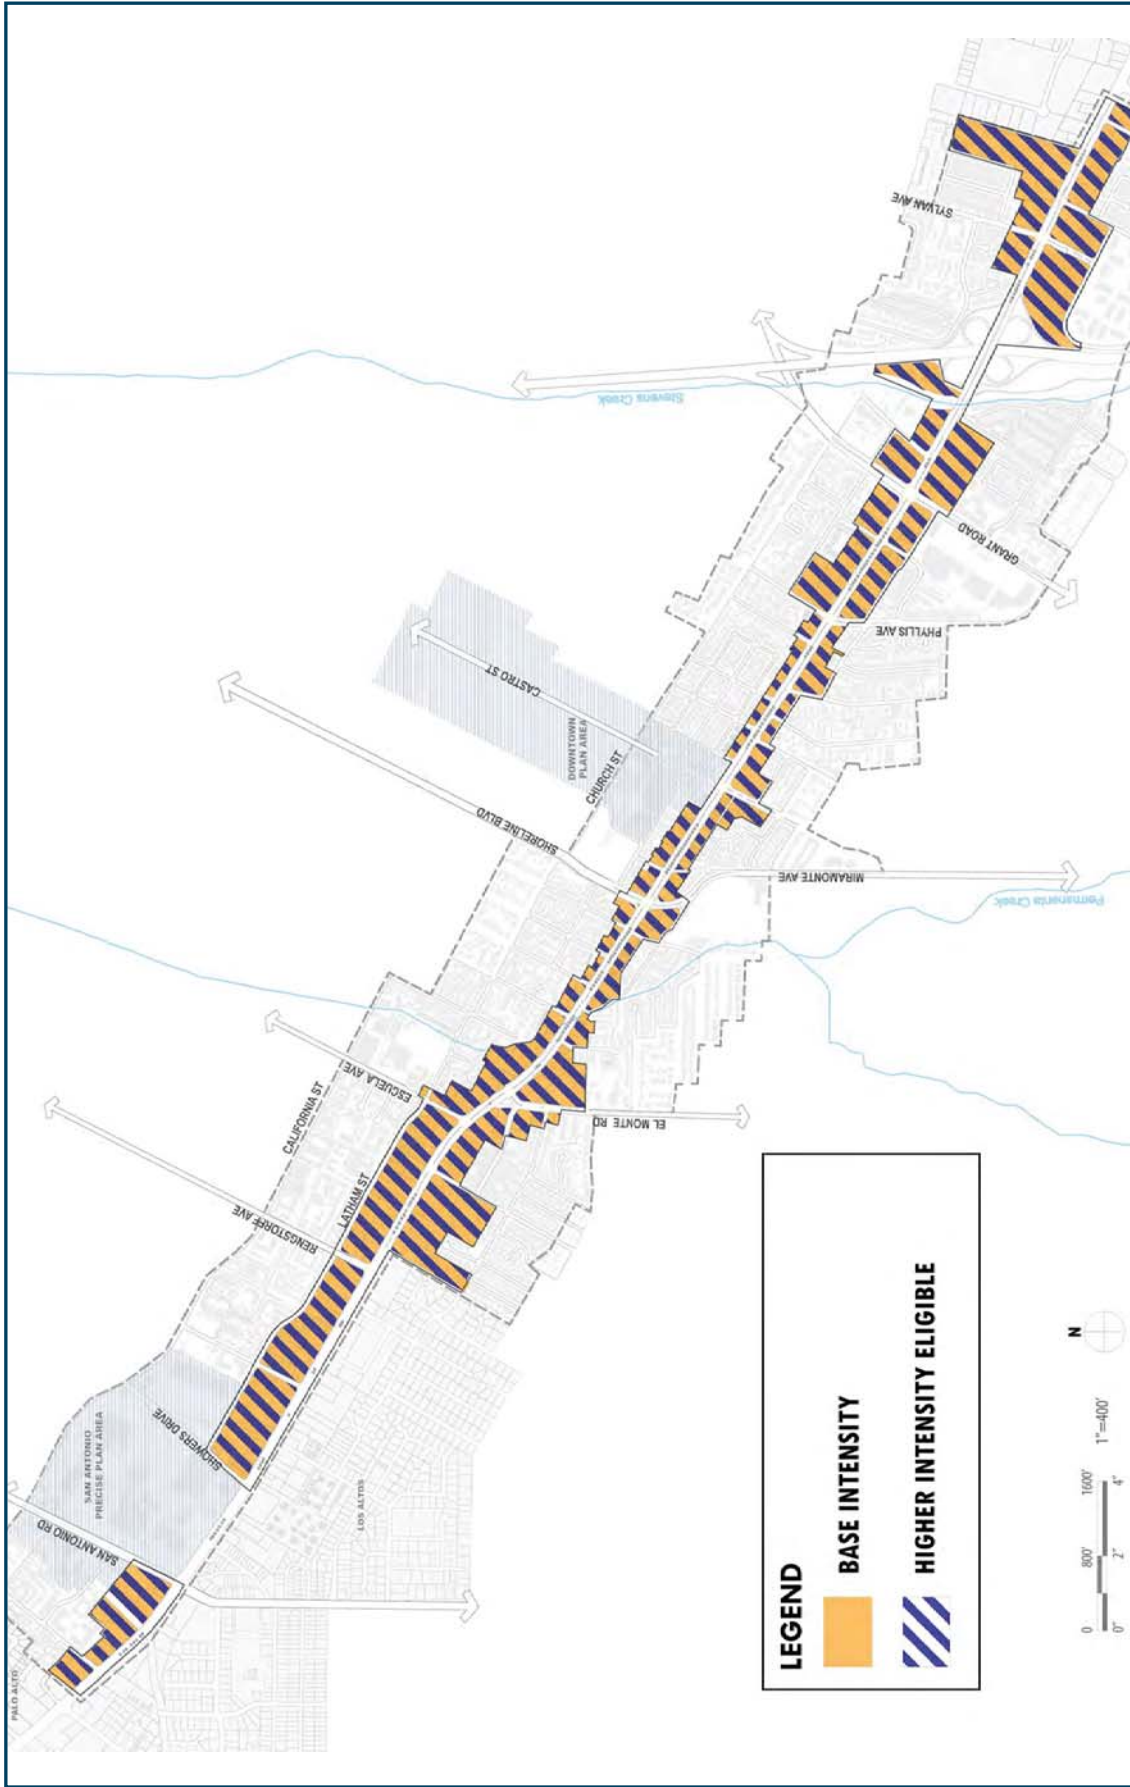 PALO ALTO
SAN ANTONIO RD
SAN ANTONIO
PRECISE PLAN AREA
SHOWERS DRIVE
LOS ALTOS
RENGSTORFF AVE
CALIFORNIA ST
LATHAM ST
ESCUELA AVE
EL MONTE RD
SHORELINE BLVD
MIRAMONTE AVE
Permanente Creek
CHURCH ST
DOWNTOWN
PLAN AREA
CASTRO ST
PHYLLIS AVE
GRANT ROAD
Stevens Creek
SYLVAN AVE
LEGEND
BASE INTENSITY
HIGHER INTENSITY ELIGIBLE
N
0 800' 1600' 1"=400'
0" 2" 4"